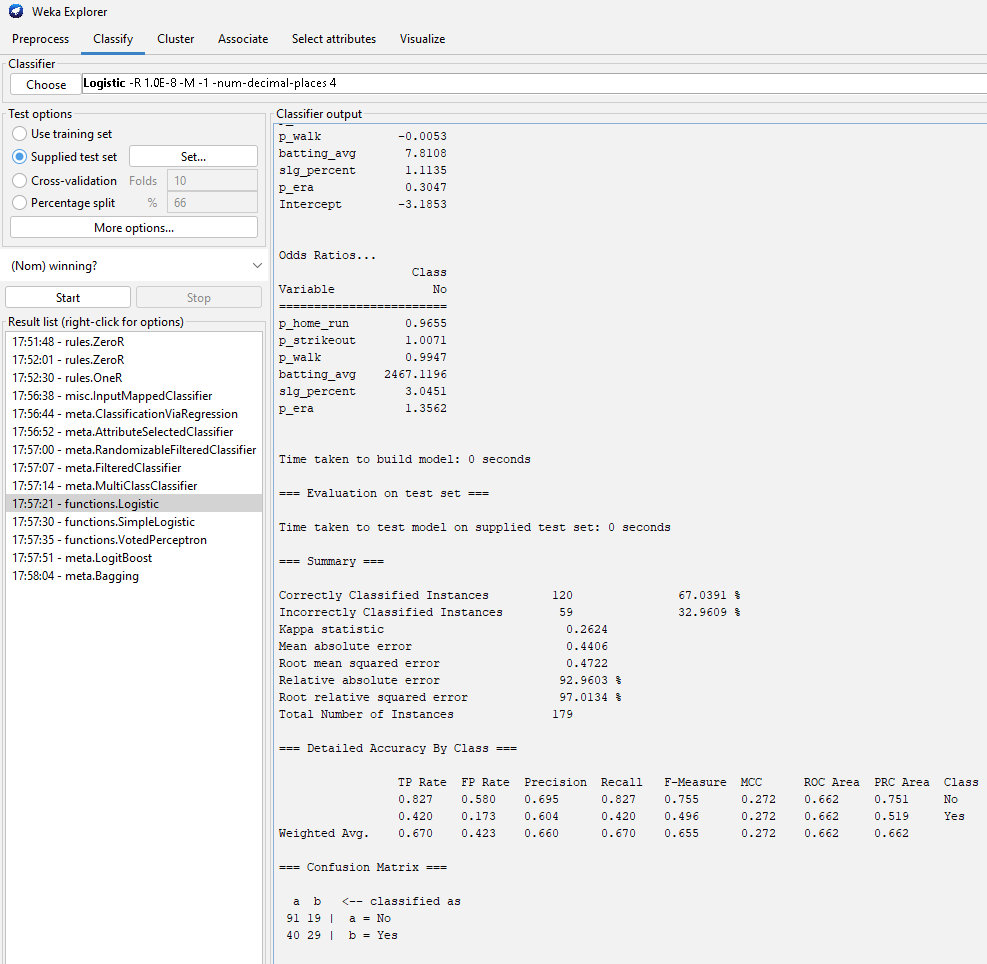 Weka Explorer
Preprocess Classify Cluster Associate Select attributes Visualize
Classifier
Choose Logistic -R 1.0E-8 -M -1 -num-decimal-places 4
Test options
Use training set
Supplied test set Set...
Cross-validation Folds 10
Percentage split % 66
More options...
(Nom) winning?
Start Stop
Result list (right-click for options)
17:51:48 - rules.ZeroR
17:52:01 - rules.ZeroR
17:52:30 - rules.OneR
17:56:38 - misc.InputMappedClassifier
17:56:44 - meta.ClassificationViaRegression
17:56:52 - meta.AttributeSelectedClassifier
17:57:00 - meta.RandomizableFilteredClassifier
17:57:07 - meta.FilteredClassifier
17:57:14 - meta.MultiClassClassifier
17:57:21 - functions.Logistic
17:57:30 - functions.SimpleLogistic
17:57:35 - functions.VotedPerceptron
17:57:51 - meta.LogitBoost
17:58:04 - meta.Bagging
Classifier output
p_walk -0.0053
batting_avg 7.8108
slg_percent 1.1135
p_era 0.3047
Intercept -3.1853
Odds Ratios...
Class
Variable No
========================
p_home_run 0.9655
p_strikeout 1.0071
p_walk 0.9947
batting_avg 2467.1196
slg_percent 3.0451
p_era 1.3562
Time taken to build model: 0 seconds
=== Evaluation on test set ===
Time taken to test model on supplied test set: 0 seconds
=== Summary ===
Correctly Classified Instances 120 67.0391 %
Incorrectly Classified Instances 59 32.9609 %
Kappa statistic 0.2624
Mean absolute error 0.4406
Root mean squared error 0.4722
Relative absolute error 92.9603 %
Root relative squared error 97.0134 %
Total Number of Instances 179
=== Detailed Accuracy By Class ===
TP Rate FP Rate Precision Recall F-Measure MCC ROC Area PRC Area Class
0.827 0.580 0.695 0.827 0.755 0.272 0.662 0.751 No
0.420 0.173 0.604 0.420 0.496 0.272 0.662 0.519 Yes
Weighted Avg. 0.670 0.423 0.660 0.670 0.655 0.272 0.662 0.662
=== Confusion Matrix ===
a b <-- classified as
91 19 | a = No
40 29 | b = Yes